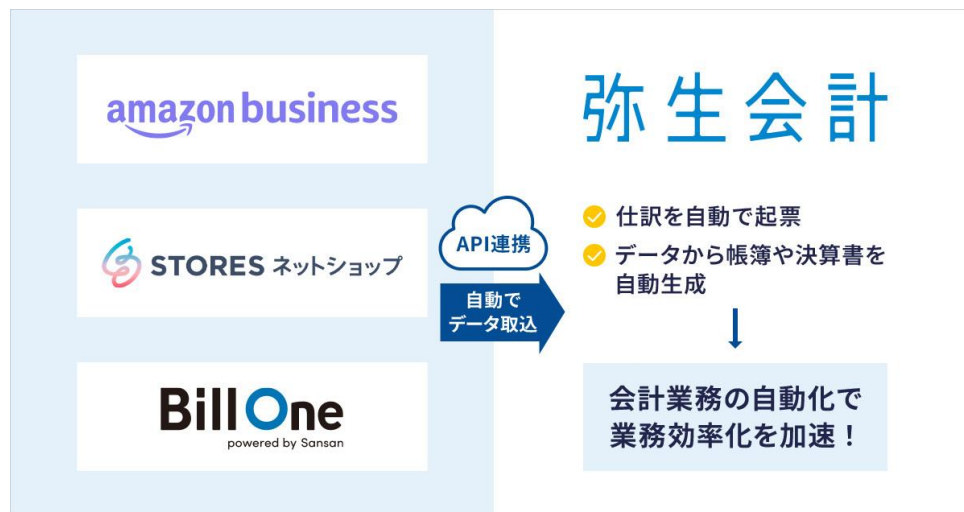 amazon business
STORES ネットショップ
Bill One
powered by Sansan
API連携
自動で
データ取込
弥生会計
仕訳を自動で起票
データから帳簿や決算書を
自動生成
会計業務の自動化で
業務効率化を加速！